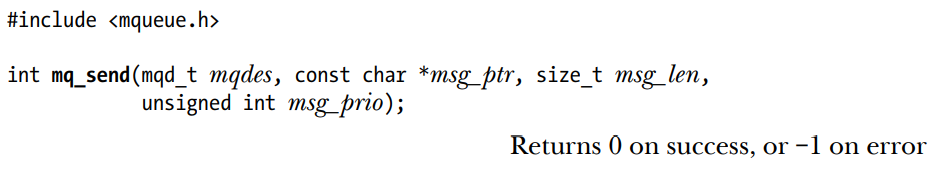 #include <mqueue.h>
int mq_send(mqd_t mqdes, const char *msg_ptr, size_t msg_len,
unsigned int msg_prio);
Returns 0 on success, or –1 on error